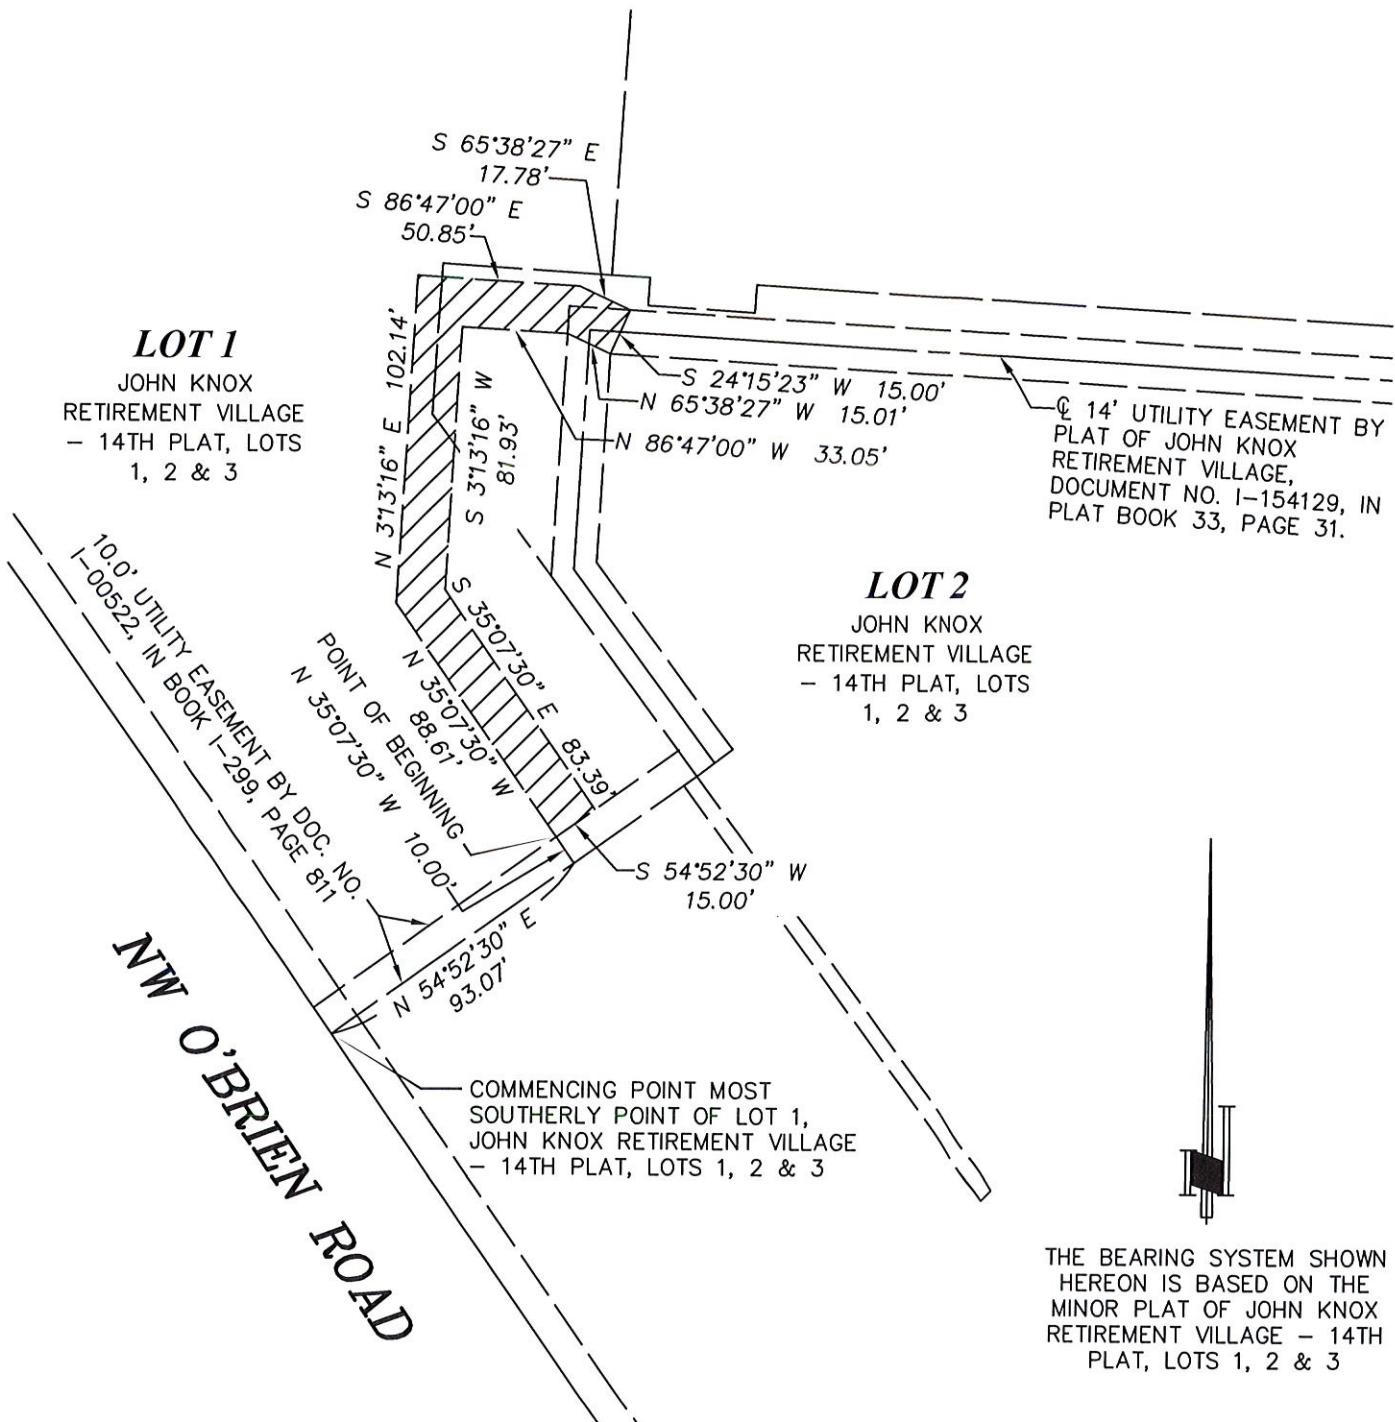 S 65°38'27" E
17.78'
S 86°47'00" E
50.85'
LOT 1
JOHN KNOX
RETIREMENT VILLAGE
– 14TH PLAT, LOTS
1, 2 & 3
N 3°13'16" E 102.14'
S 3°13'16" W
81.93'
S 24°15'23" W 15.00'
N 65°38'27" W 15.01'
N 86°47'00" W 33.05'
℄ 14' UTILITY EASEMENT BY
PLAT OF JOHN KNOX
RETIREMENT VILLAGE,
DOCUMENT NO. I–154129, IN
PLAT BOOK 33, PAGE 31.
LOT 2
JOHN KNOX
RETIREMENT VILLAGE
– 14TH PLAT, LOTS
1, 2 & 3
10.0' UTILITY EASEMENT BY DOC. NO.
I–00522, IN BOOK I–299, PAGE 811
S 35°07'30" E 83.39'
N 35°07'30" W
88.61'
POINT OF BEGINNING
N 35°07'30" W 10.00'
S 54°52'30" W
15.00'
N 54°52'30" E
93.07'
NW O'BRIEN ROAD
COMMENCING POINT MOST
SOUTHERLY POINT OF LOT 1,
JOHN KNOX RETIREMENT VILLAGE
– 14TH PLAT, LOTS 1, 2 & 3
THE BEARING SYSTEM SHOWN
HEREON IS BASED ON THE
MINOR PLAT OF JOHN KNOX
RETIREMENT VILLAGE – 14TH
PLAT, LOTS 1, 2 & 3